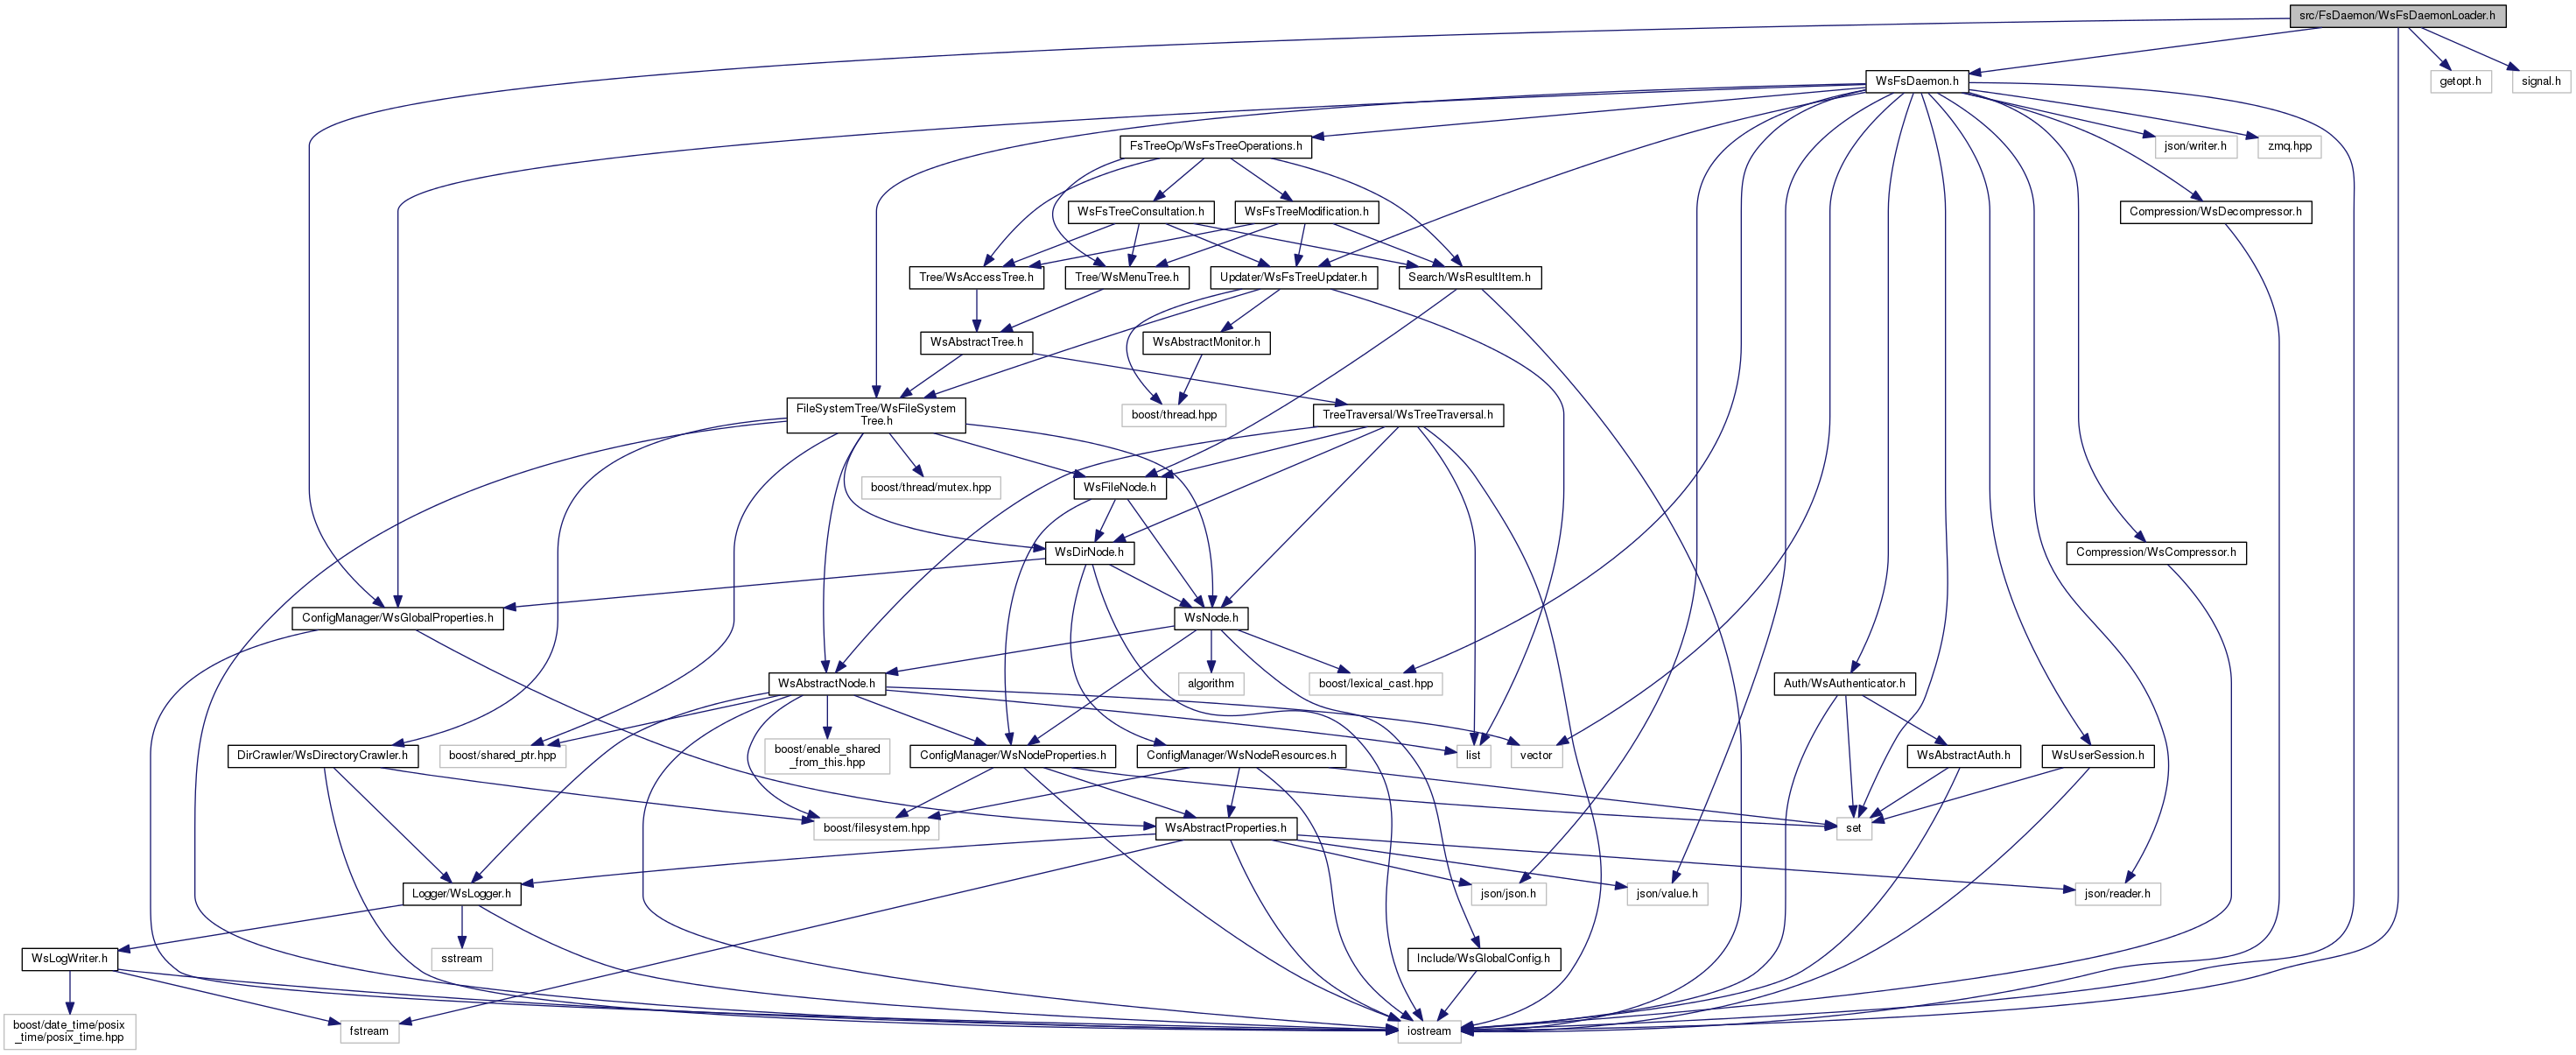 src/FsDaemon/WsFsDaemonLoader.h
WsFsDaemon.h
getopt.h
signal.h
FsTreeOp/WsFsTreeOperations.h
json/writer.h
zmq.hpp
WsFsTreeConsultation.h
WsFsTreeModification.h
Compression/WsDecompressor.h
Tree/WsAccessTree.h
Tree/WsMenuTree.h
Updater/WsFsTreeUpdater.h
Search/WsResultItem.h
WsAbstractTree.h
WsAbstractMonitor.h
FileSystemTree/WsFileSystem
Tree.h
boost/thread.hpp
TreeTraversal/WsTreeTraversal.h
boost/thread/mutex.hpp
WsFileNode.h
WsDirNode.h
Compression/WsCompressor.h
ConfigManager/WsGlobalProperties.h
WsNode.h
WsAbstractNode.h
algorithm
boost/lexical_cast.hpp
Auth/WsAuthenticator.h
DirCrawler/WsDirectoryCrawler.h
boost/shared_ptr.hpp
boost/enable_shared
_from_this.hpp
ConfigManager/WsNodeProperties.h
ConfigManager/WsNodeResources.h
list
vector
WsAbstractAuth.h
WsUserSession.h
boost/filesystem.hpp
WsAbstractProperties.h
set
Logger/WsLogger.h
json/json.h
json/value.h
json/reader.h
WsLogWriter.h
sstream
Include/WsGlobalConfig.h
boost/date_time/posix
_time/posix_time.hpp
fstream
iostream